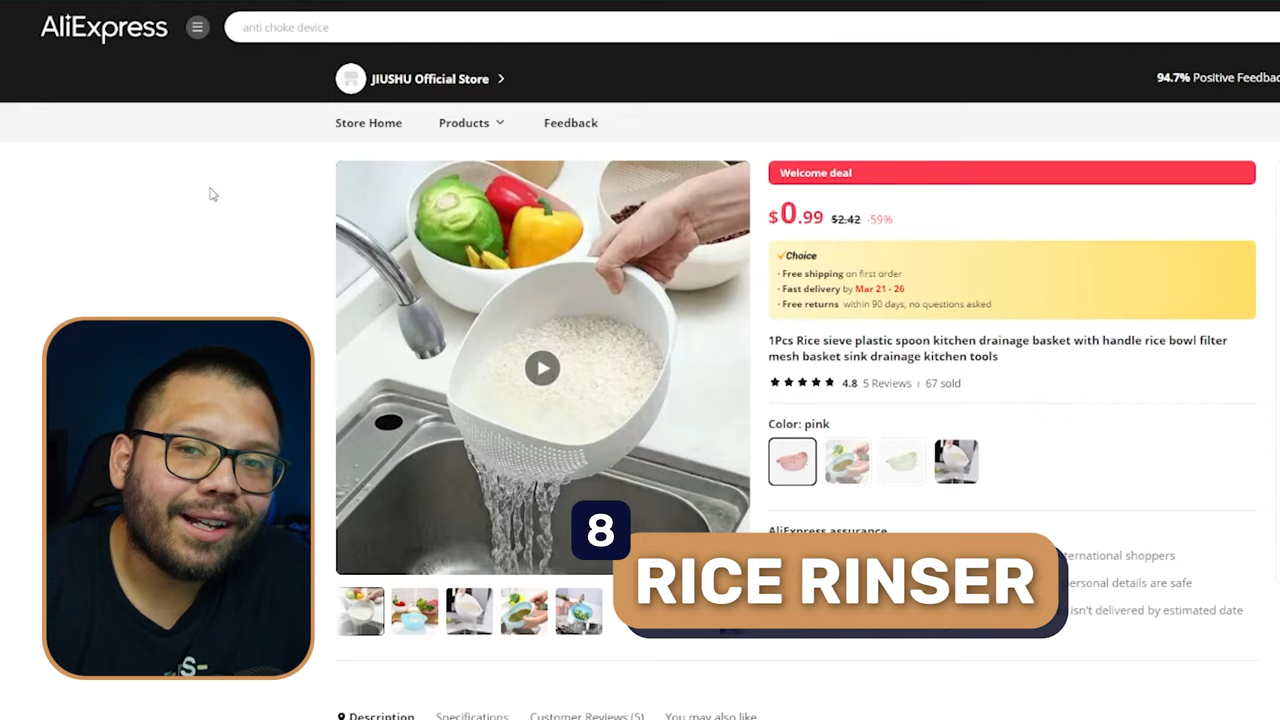 AliExpress
anti choke device
JIUSHU Official Store
94.7% Positive Feedbac
Store Home Products Feedback
Welcome deal
$0.99 $2.42 -59%
Choice
· Free shipping on first order
· Fast delivery by Mar 21 - 26
· Free returns within 90 days, no questions asked
1Pcs Rice sieve plastic spoon kitchen drainage basket with handle rice bowl filter
mesh basket sink drainage kitchen tools
4.8 5 Reviews 67 sold
Color: pink
AliExpress assurance
ternational shoppers
personal details are safe
isn't delivered by estimated date
8
RICE RINSER
S-
Description Specifications Customer Reviews (5) You may also like